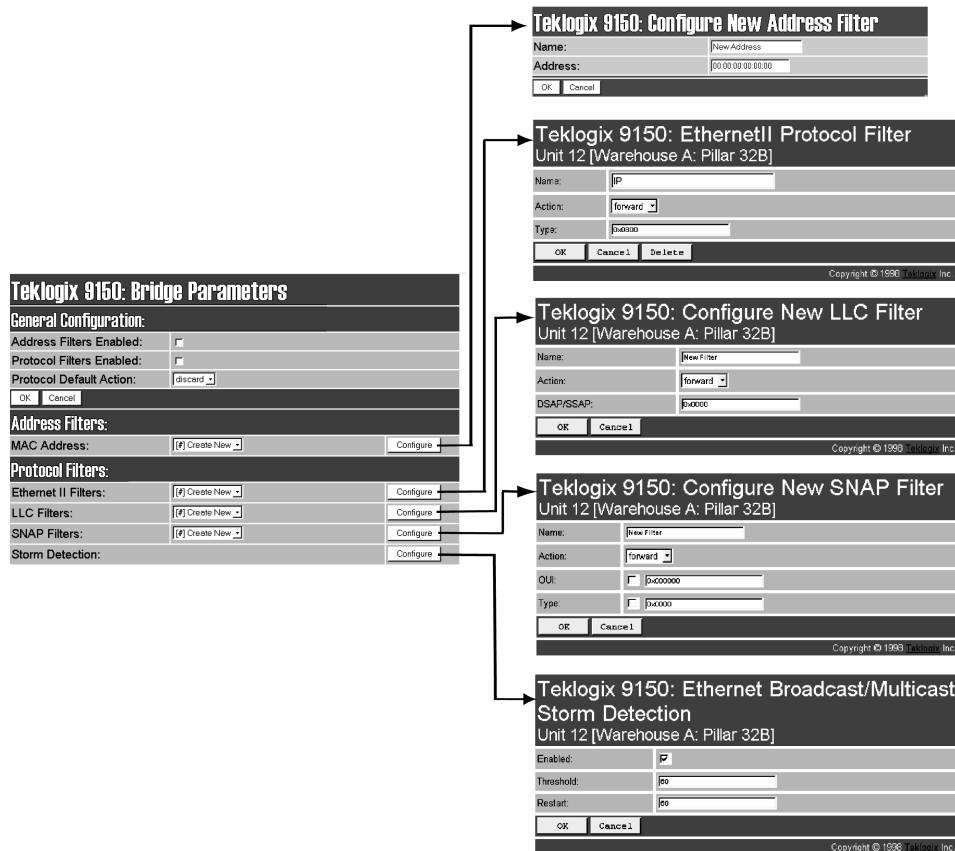 Teklogix 9150: Bridge Parameters
General Configuration:
Address Filters Enabled:
Protocol Filters Enabled:
Protocol Default Action: discard
OK Cancel
Address Filters:
MAC Address: [#] Create New Configure
Protocol Filters:
Ethernet II Filters: [#] Create New Configure
LLC Filters: [#] Create New Configure
SNAP Filters: [#] Create New Configure
Storm Detection: Configure
Teklogix 9150: Configure New Address Filter
Name: New Address
Address: 00:00:00:00:00:00
OK Cancel
Teklogix 9150: EthernetII Protocol Filter
Unit 12 [Warehouse A: Pillar 32B]
Name: IP
Action: forward
Type: 0x0800
OK Cancel Delete
Copyright © 1998 Teklogix Inc.
Teklogix 9150: Configure New LLC Filter
Unit 12 [Warehouse A: Pillar 32B]
Name: New Filter
Action: forward
DSAP/SSAP: 0x0000
OK Cancel
Copyright © 1998 Teklogix Inc.
Teklogix 9150: Configure New SNAP Filter
Unit 12 [Warehouse A: Pillar 32B]
Name: New Filter
Action: forward
OUI: 0x000000
Type: 0x0000
OK Cancel
Copyright © 1998 Teklogix Inc.
Teklogix 9150: Ethernet Broadcast/Multicast
Storm Detection
Unit 12 [Warehouse A: Pillar 32B]
Enabled:
Threshold: 60
Restart: 60
OK Cancel
Copyright © 1998 Teklogix Inc.